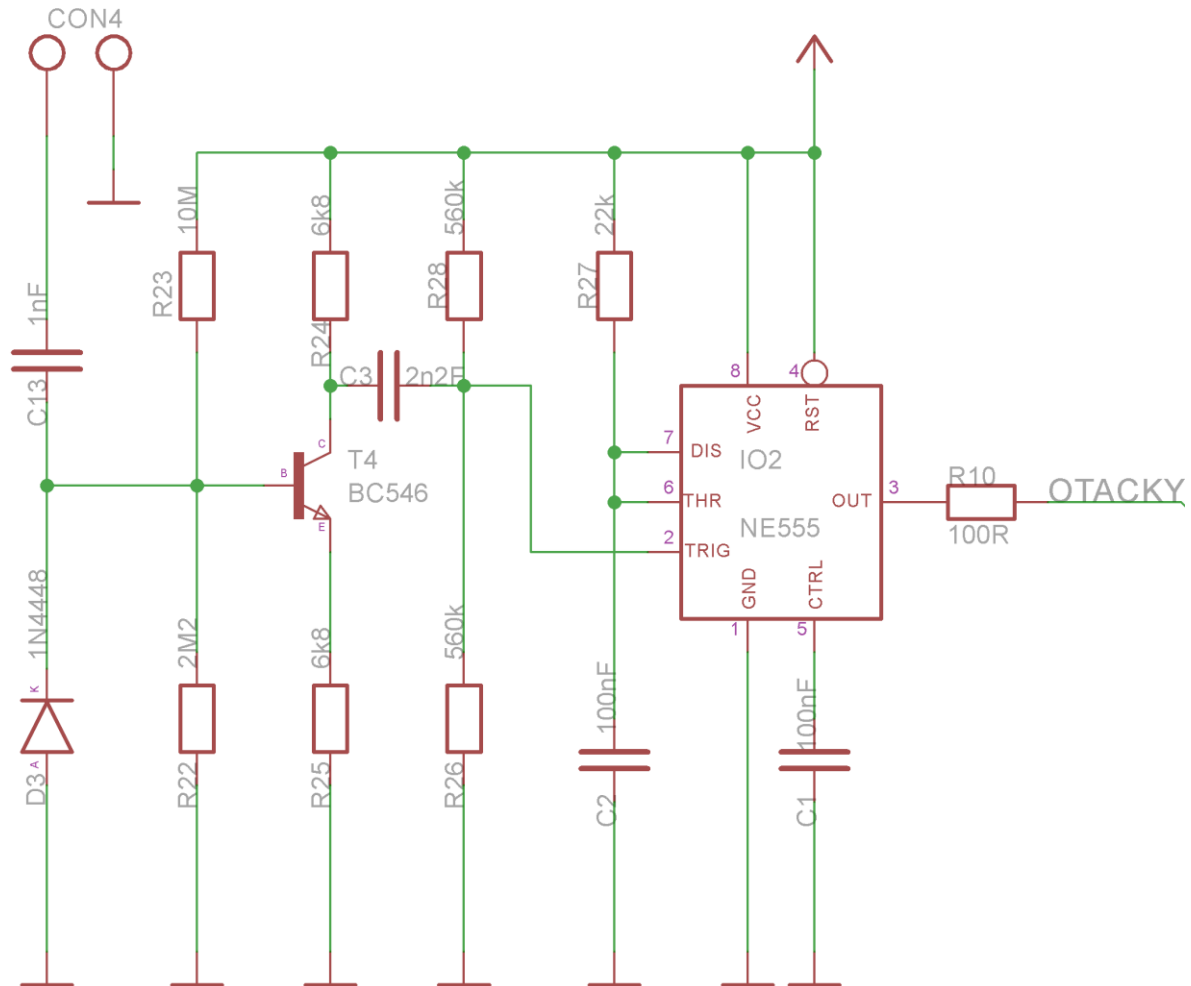 CON4
1nF
C13
10M
R23
6k8
R24
560k
R28
22k
R27
C3
2n2F
C
B
E
T4
BC546
8
4
VCC
RST
7
DIS
IO2
6
THR
OUT
3
R10
OTACKY
100R
NE555
2
TRIG
GND
CTRL
1
5
1N4448
K
A
D3
2M2
R22
6k8
R25
560k
R26
100nF
C2
100nF
C1